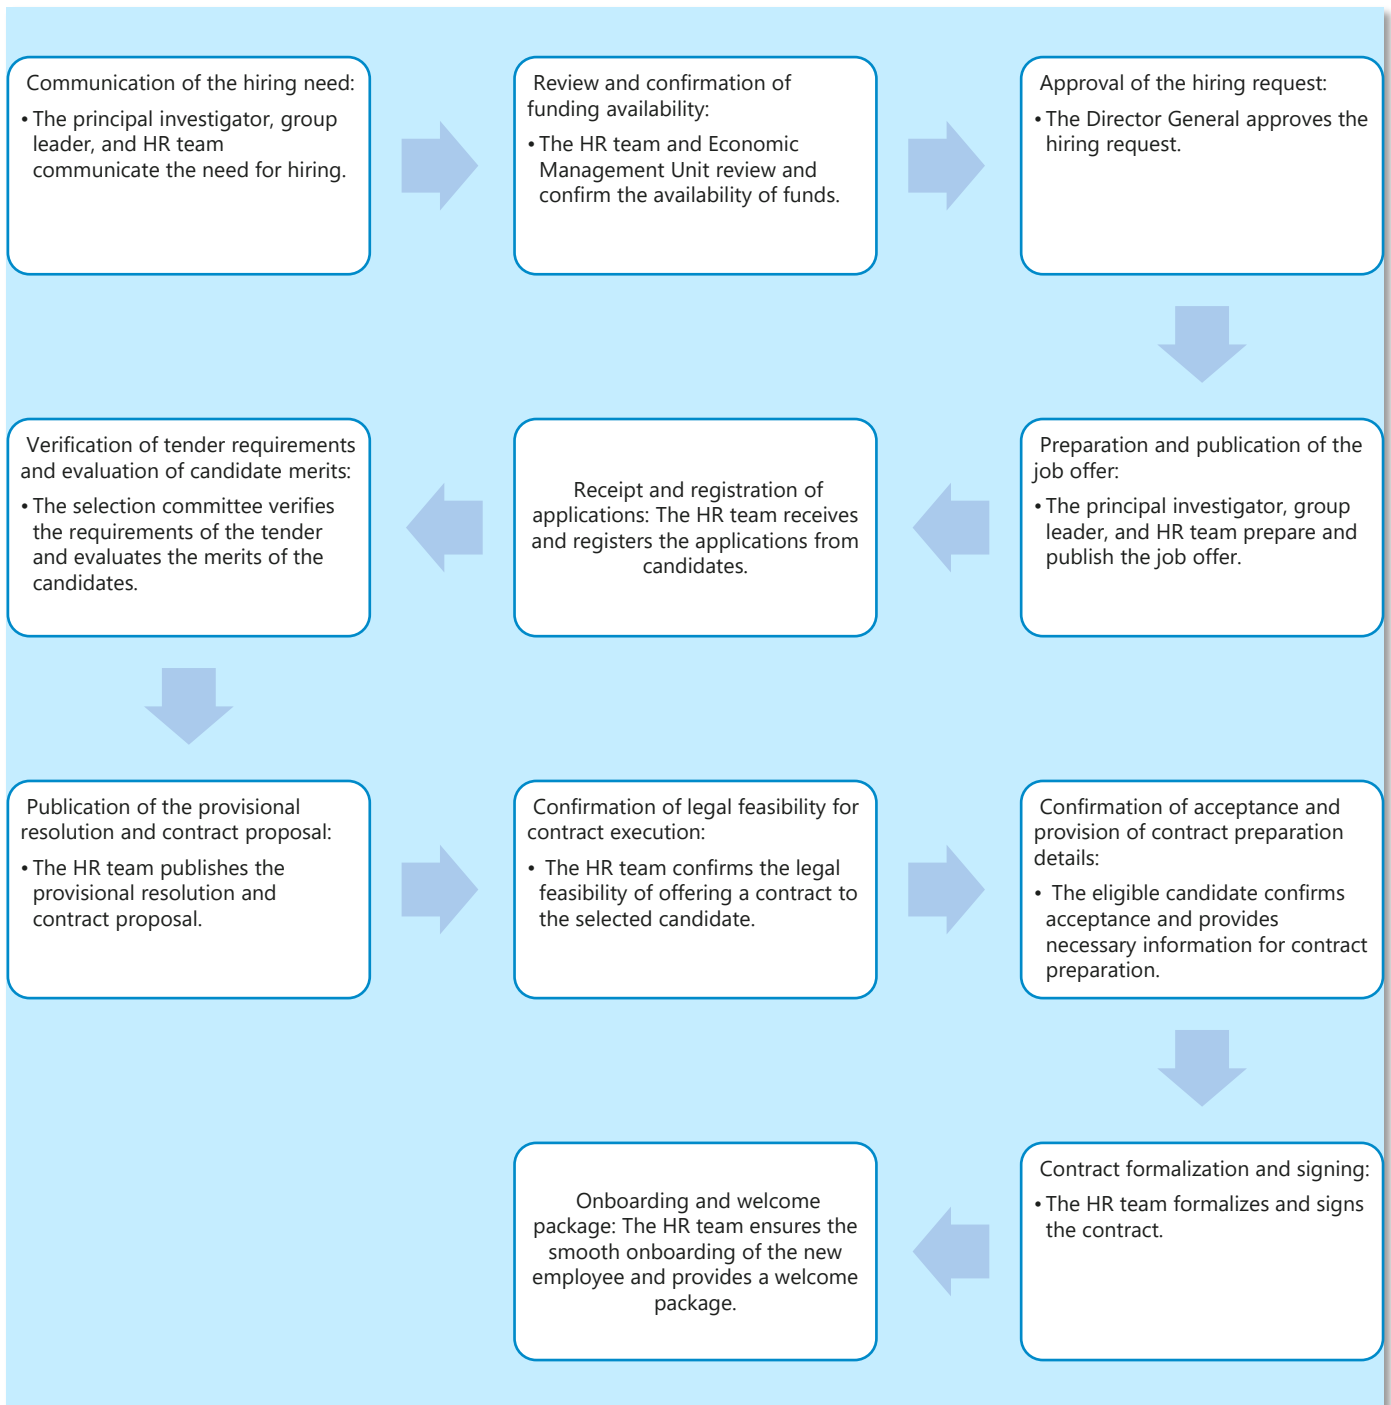 Communication of the hiring need:
• The principal investigator, group
leader, and HR team
communicate the need for hiring.
Review and confirmation of
funding availability:
• The HR team and Economic
Management Unit review and
confirm the availability of funds.
Approval of the hiring request:
• The Director General approves the
hiring request.
Preparation and publication of the
job offer:
• The principal investigator, group
leader, and HR team prepare and
publish the job offer.
Receipt and registration of
applications: The HR team receives
and registers the applications from
candidates.
Verification of tender requirements
and evaluation of candidate merits:
• The selection committee verifies
the requirements of the tender
and evaluates the merits of the
candidates.
Publication of the provisional
resolution and contract proposal:
• The HR team publishes the
provisional resolution and
contract proposal.
Confirmation of legal feasibility for
contract execution:
• The HR team confirms the legal
feasibility of offering a contract to
the selected candidate.
Confirmation of acceptance and
provision of contract preparation
details:
• The eligible candidate confirms
acceptance and provides
necessary information for contract
preparation.
Contract formalization and signing:
• The HR team formalizes and signs
the contract.
Onboarding and welcome
package: The HR team ensures the
smooth onboarding of the new
employee and provides a welcome
package.